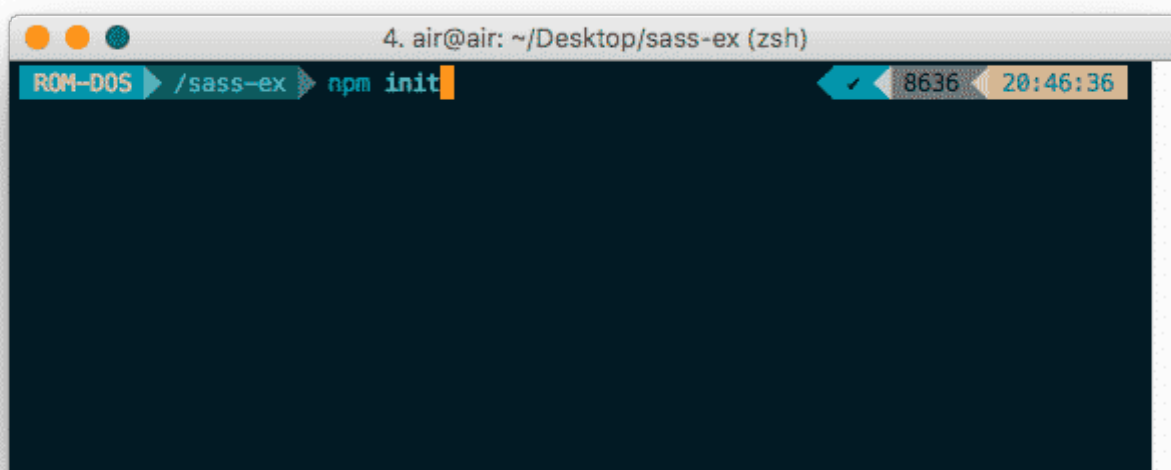 4. air@air: ~/Desktop/sass-ex (zsh)
ROM-DOS /sass-ex npm init ✔ 8636 20:46:36